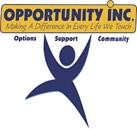 OPPORTUNITY INC.
Making A Difference In Every Life We Touch
Options Support Community